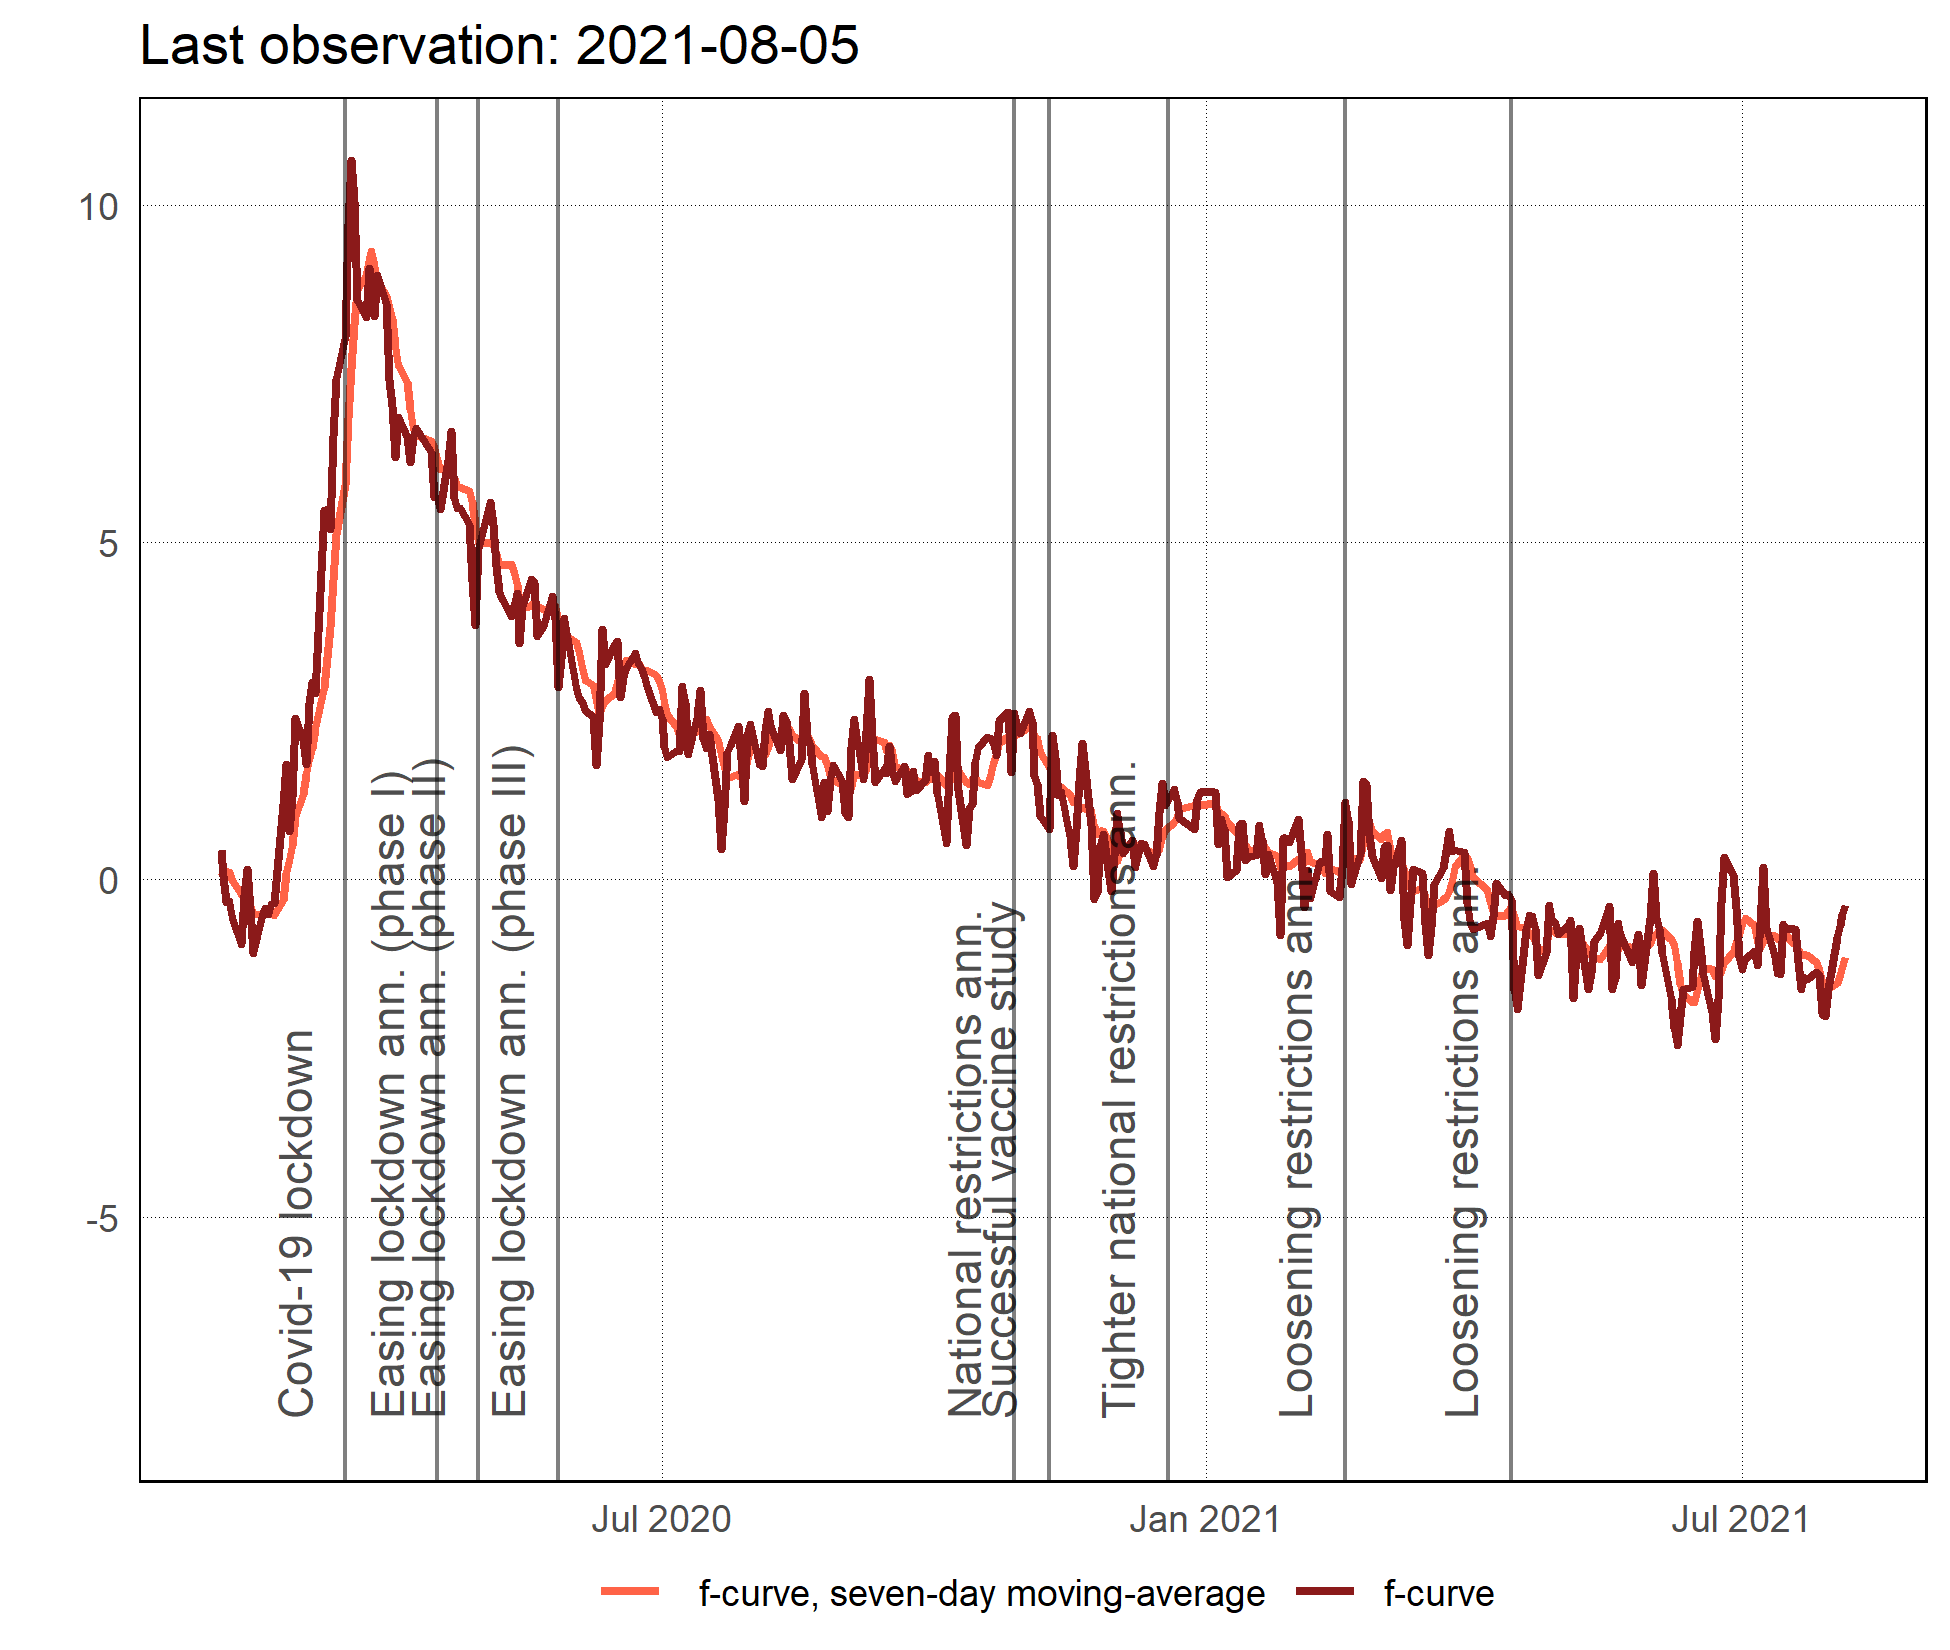 Last observation: 2021-08-05
10
5
0
-5
Covid-19 lockdown
Easing lockdown ann. (phase I)
Easing lockdown ann. (phase II)
Easing lockdown ann. (phase III)
National restrictions ann.
Successful vaccine study
Tighter national restrictions ann.
Loosening restrictions ann.
Loosening restrictions ann.
Jul 2020
Jan 2021
Jul 2021
f-curve, seven-day moving-average
f-curve